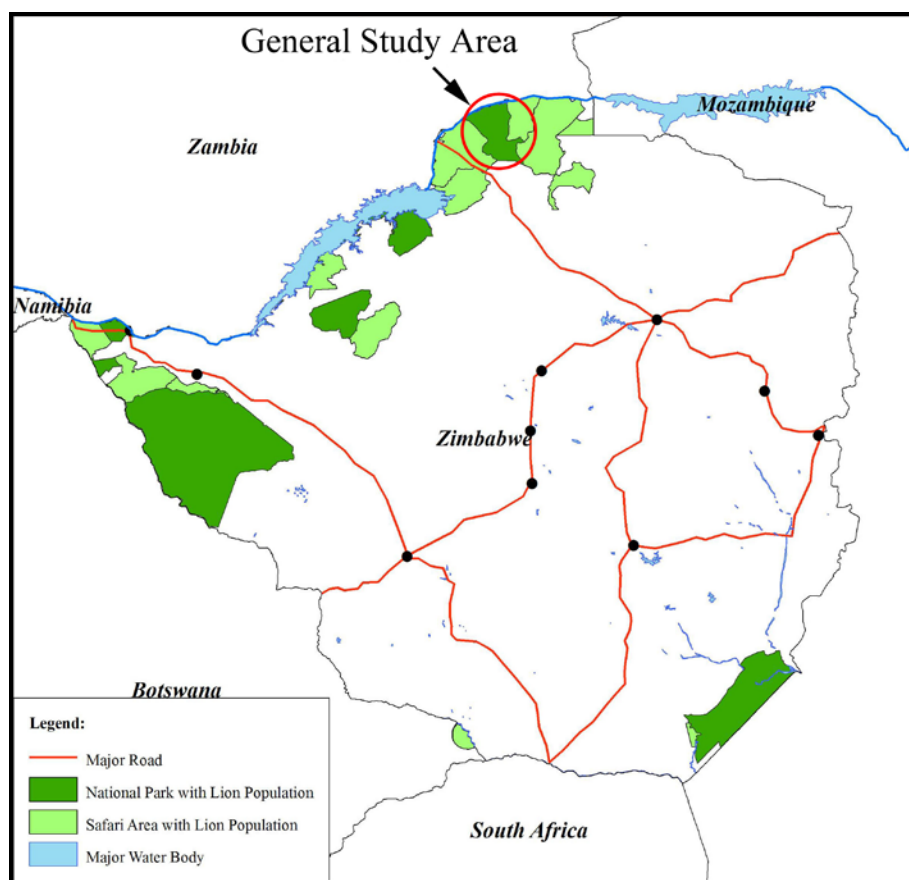 General Study Area
Mozambique
Zambia
Namibia
Zimbabwe
Botswana
Legend:
Major Road
National Park with Lion Population
Safari Area with Lion Population
Major Water Body
South Africa